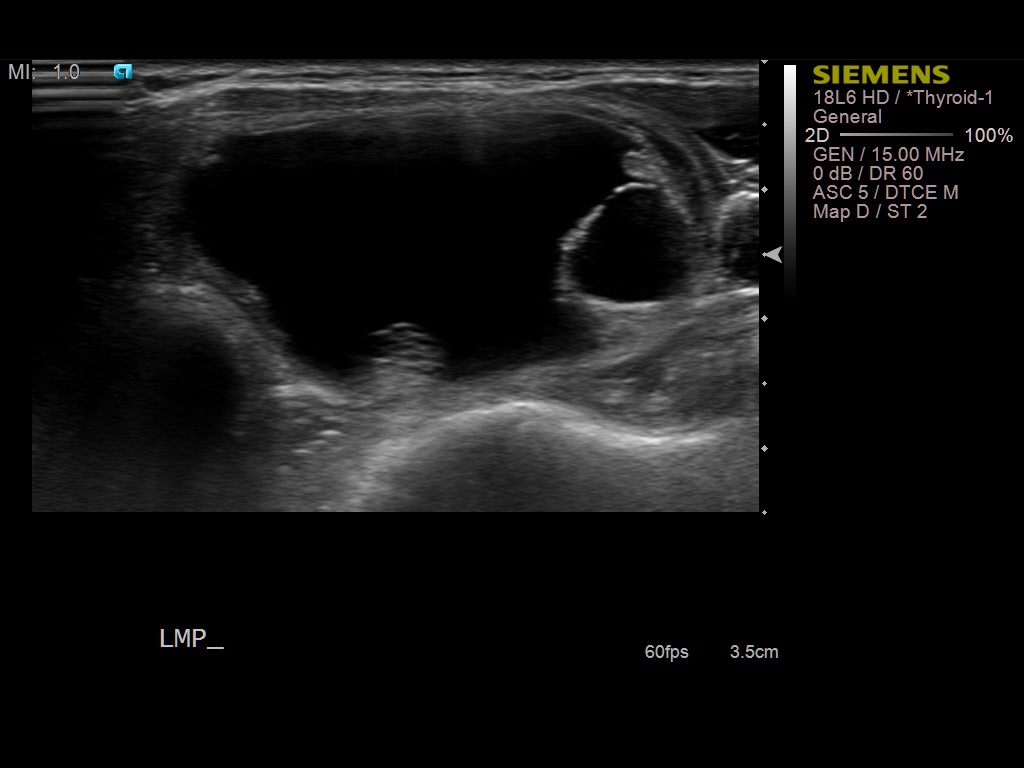 MI: 1.0
SIEMENS
18L6 HD / *Thyroid-1
General
2D 100%
GEN / 15.00 MHz
0 dB / DR 60
ASC 5 / DTCE M
Map D / ST 2
LMP_
60fps 3.5cm